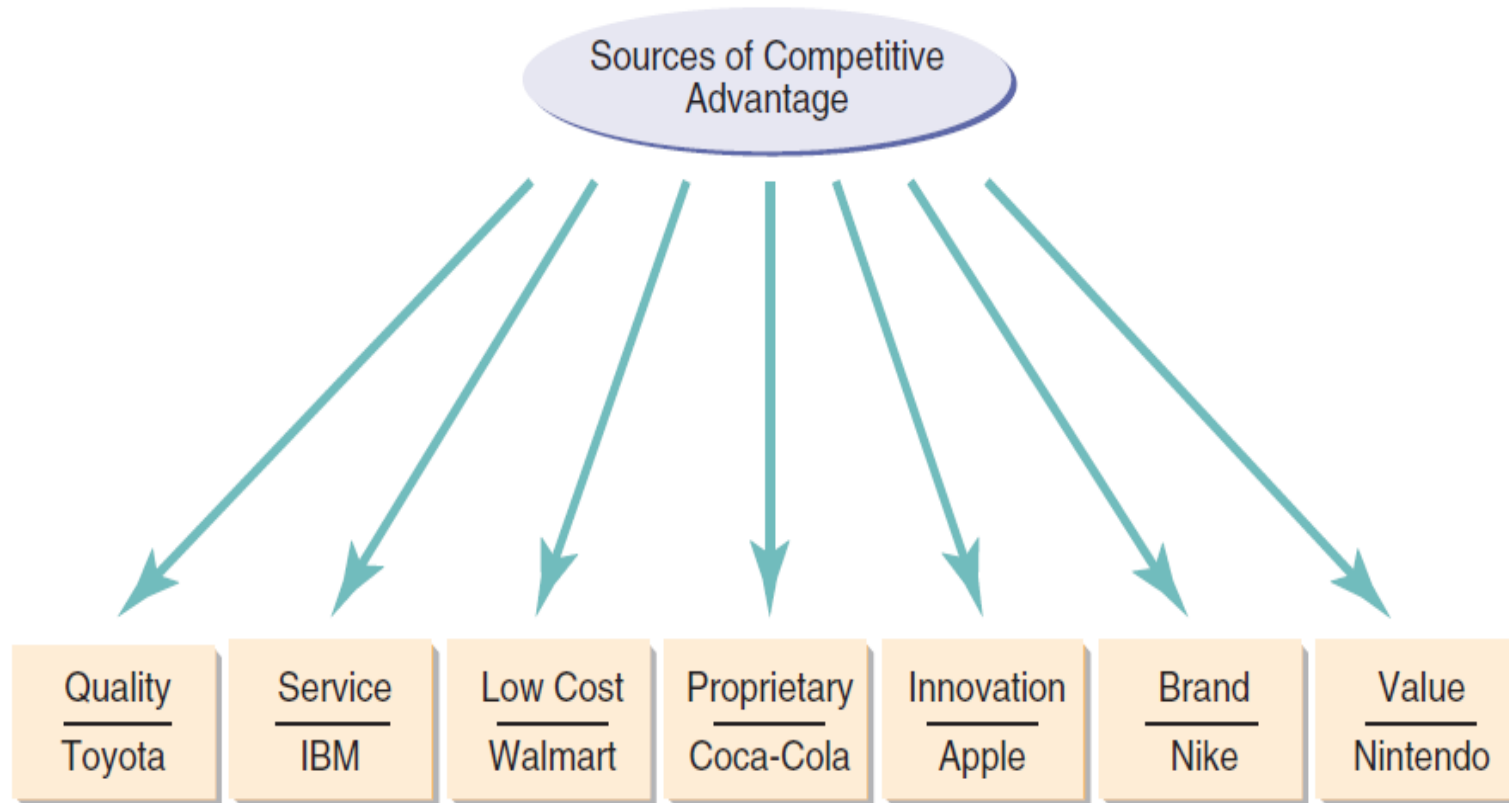 Sources of Competitive
Advantage
Quality
Toyota
Service
IBM
Low Cost
Walmart
Proprietary
Coca-Cola
Innovation
Apple
Brand
Nike
Value
Nintendo